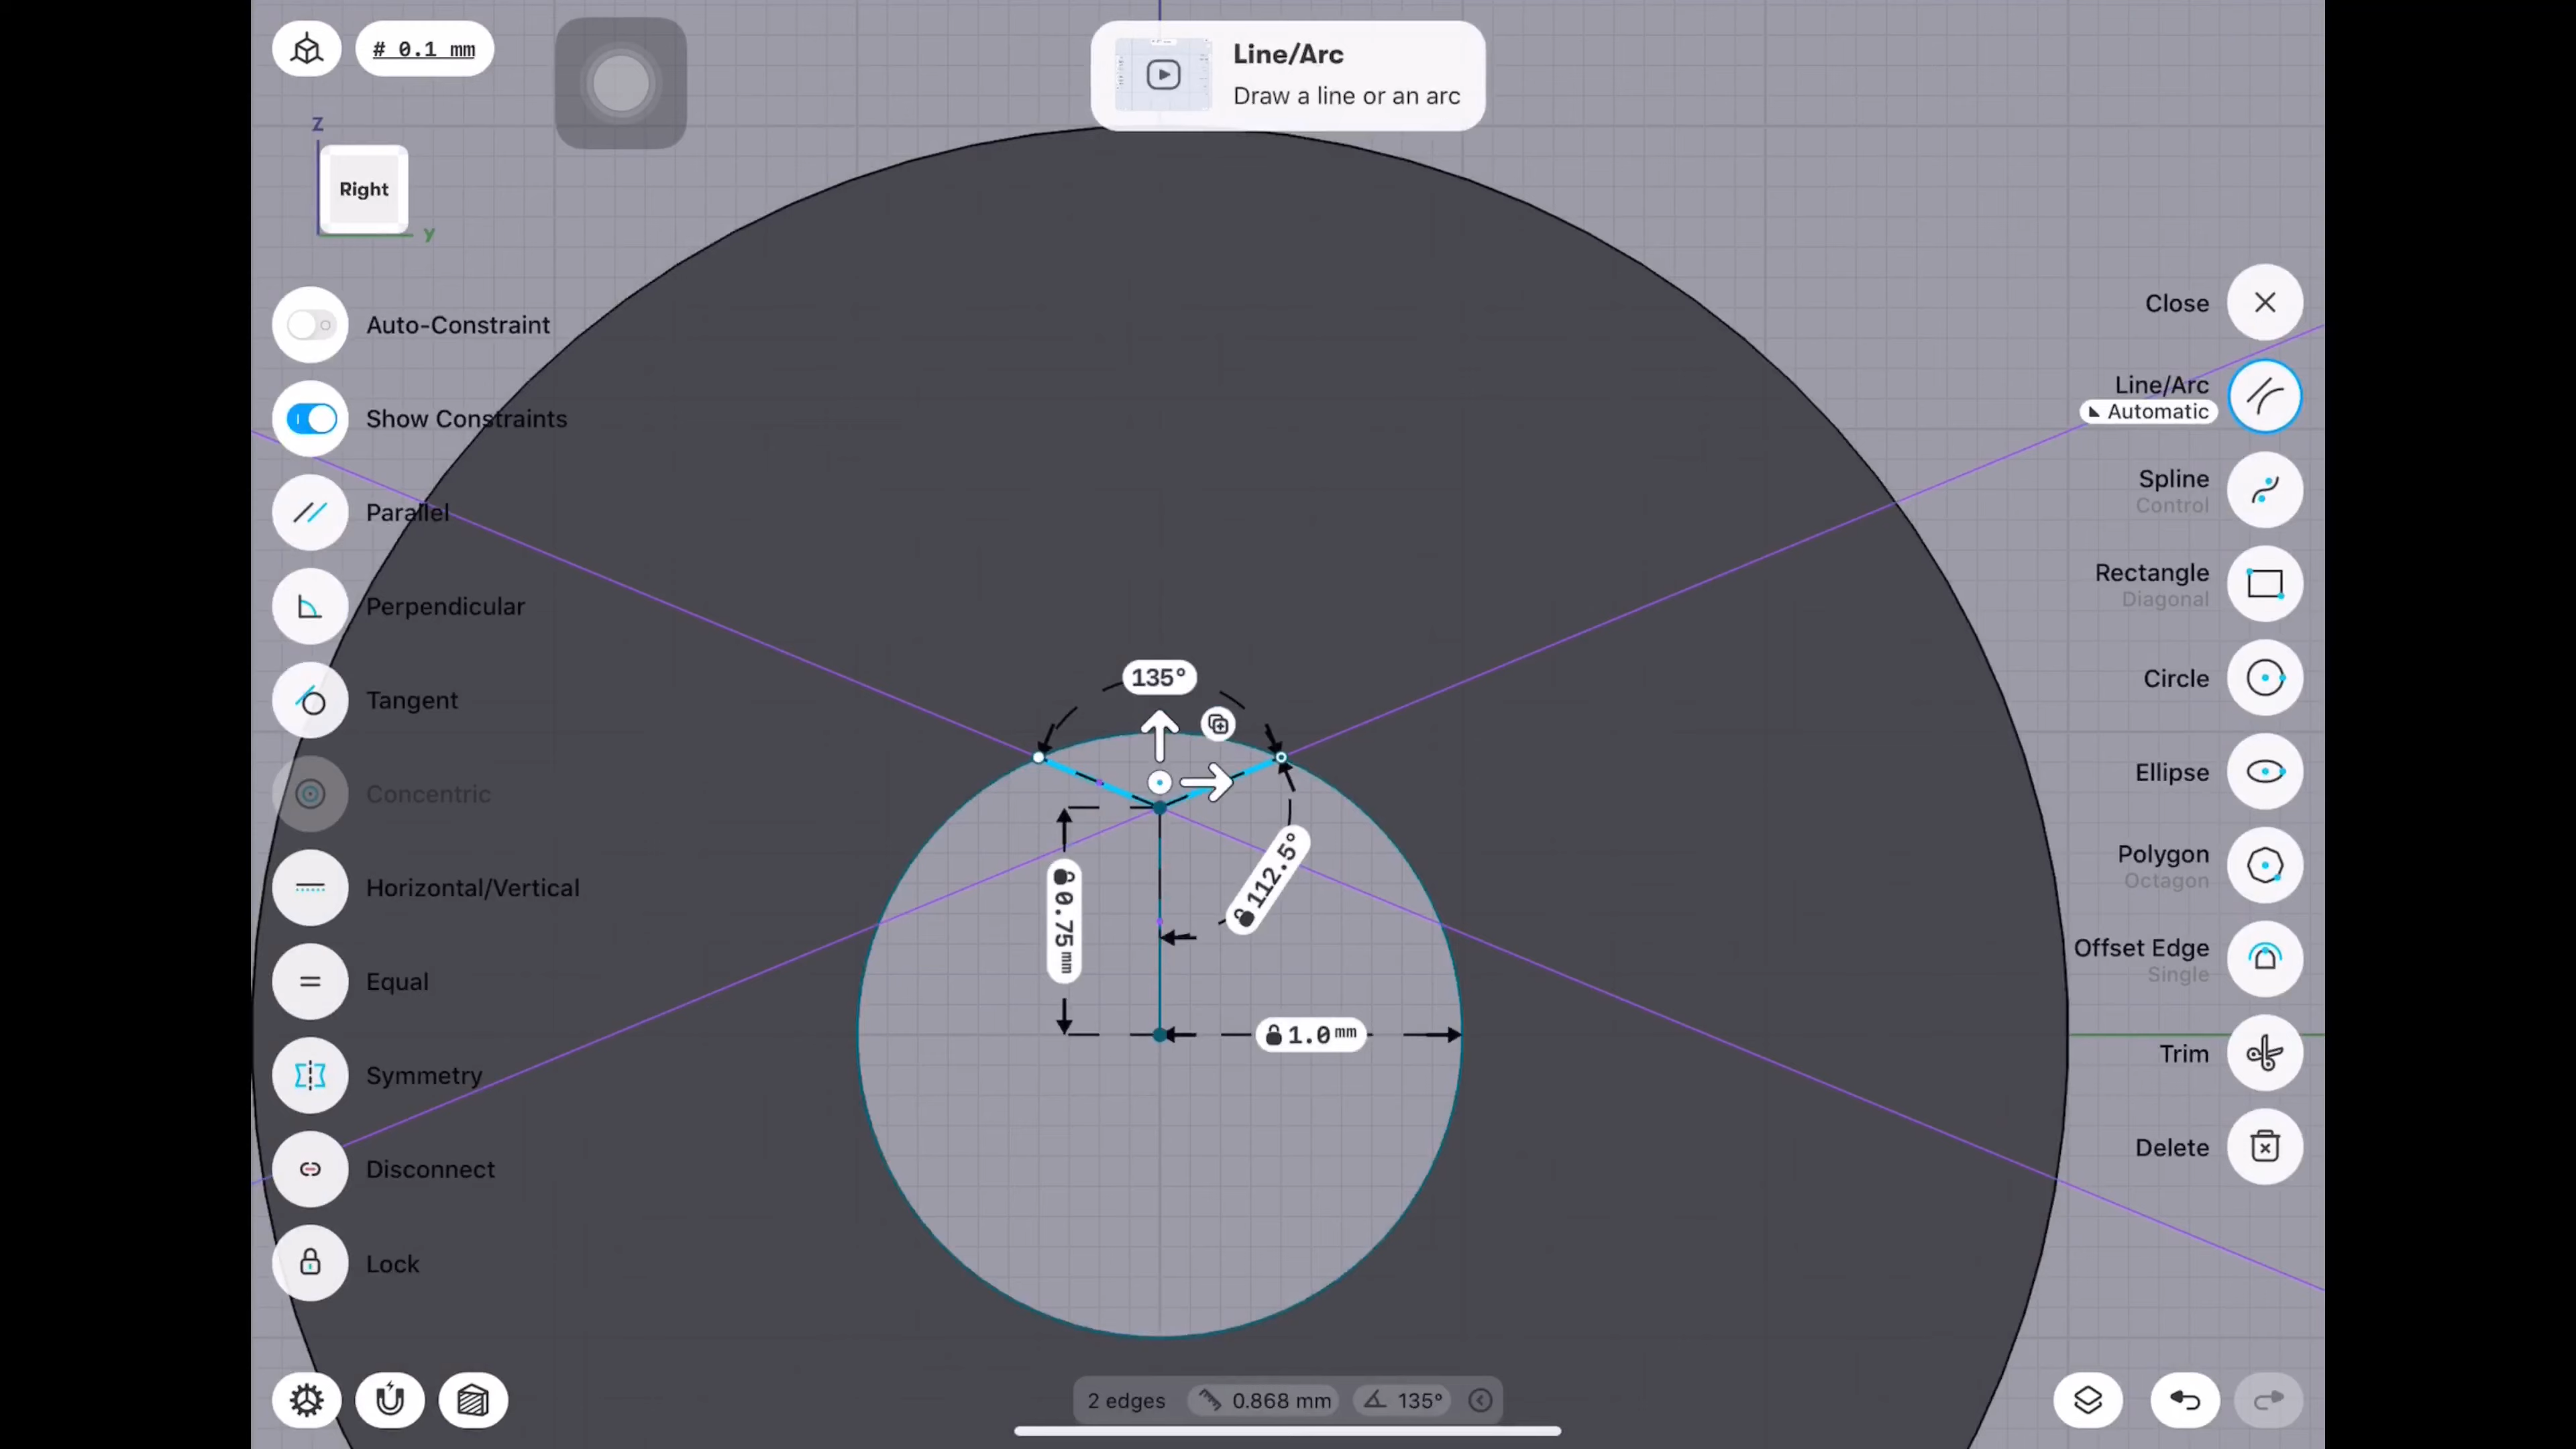 # 0.1 mm
Line/Arc
Draw a line or an arc
Z
Right
y
Auto-Constraint
Show Constraints
Parallel
Perpendicular
Tangent
Concentric
Horizontal/Vertical
Equal
Symmetry
Disconnect
Lock
135°
112.5°
0.75 mm
1.0 mm
Close
Line/Arc
Automatic
Spline
Control
Rectangle
Diagonal
Circle
Ellipse
Polygon
Octagon
Offset Edge
Single
Trim
Delete
2 edges 0.868 mm 135°